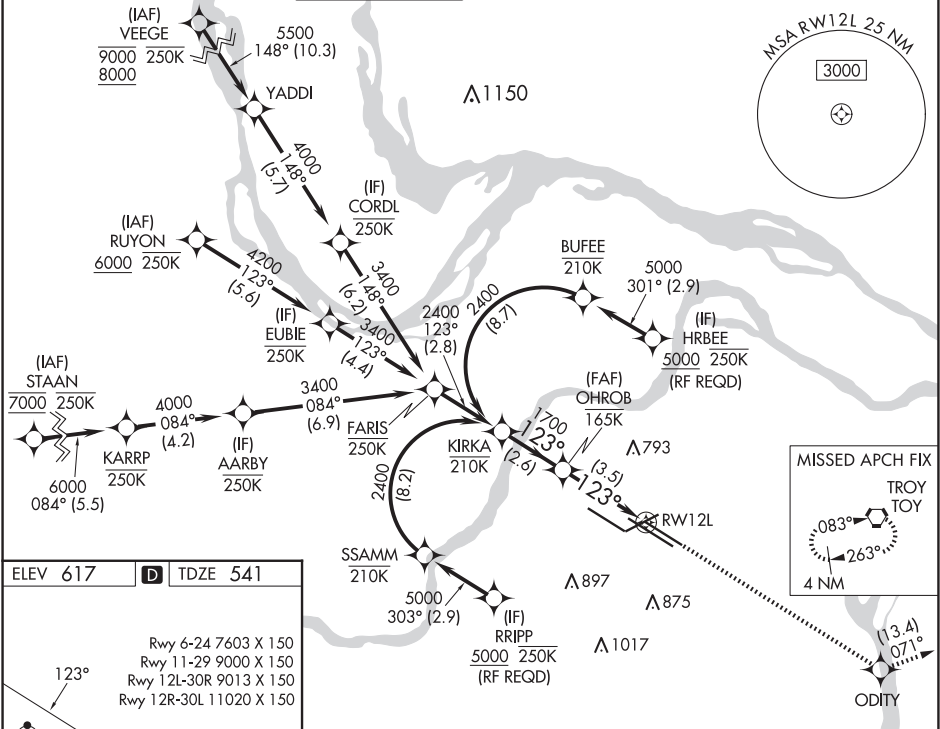 (IAF)
VEEGE
9000 250K
8000
5500
148° (10.3)
YADDI
1150
MSA RW12L 25 NM
3000
4000
148°
(5.7)
(IF)
CORDL
250K
(IAF)
RUYON
6000 250K
4200
123°
(5.6)
3400
148°
(6.2)
BUFEE
210K
5000
301° (2.9)
(IF)
EUBIE
250K
3400
123°
(4.4)
2400
123°
(2.8)
2400
(8.7)
(IF)
HRBEE
5000 250K
(RF REQD)
(IAF)
STAAN
7000 250K
4000
084°
(4.2)
3400
084°
(6.9)
FARIS
250K
(FAF)
OHROB
165K
KARRP
250K
(IF)
AARBY
250K
KIRKA
210K
1700
123°
(2.6)
793
(3.5)
123°
6000
084° (5.5)
2400
(8.2)
RW12L
MISSED APCH FIX
TROY
TOY
083°
263°
4 NM
SSAMM
210K
5000
303° (2.9)
(IF)
RRIPP
5000 250K
(RF REQD)
897
875
1017
(13.4)
071°
ODITY
ELEV 617 D TDZE 541
Rwy 6-24 7603 X 150
Rwy 11-29 9000 X 150
Rwy 12L-30R 9013 X 150
Rwy 12R-30L 11020 X 150
123°